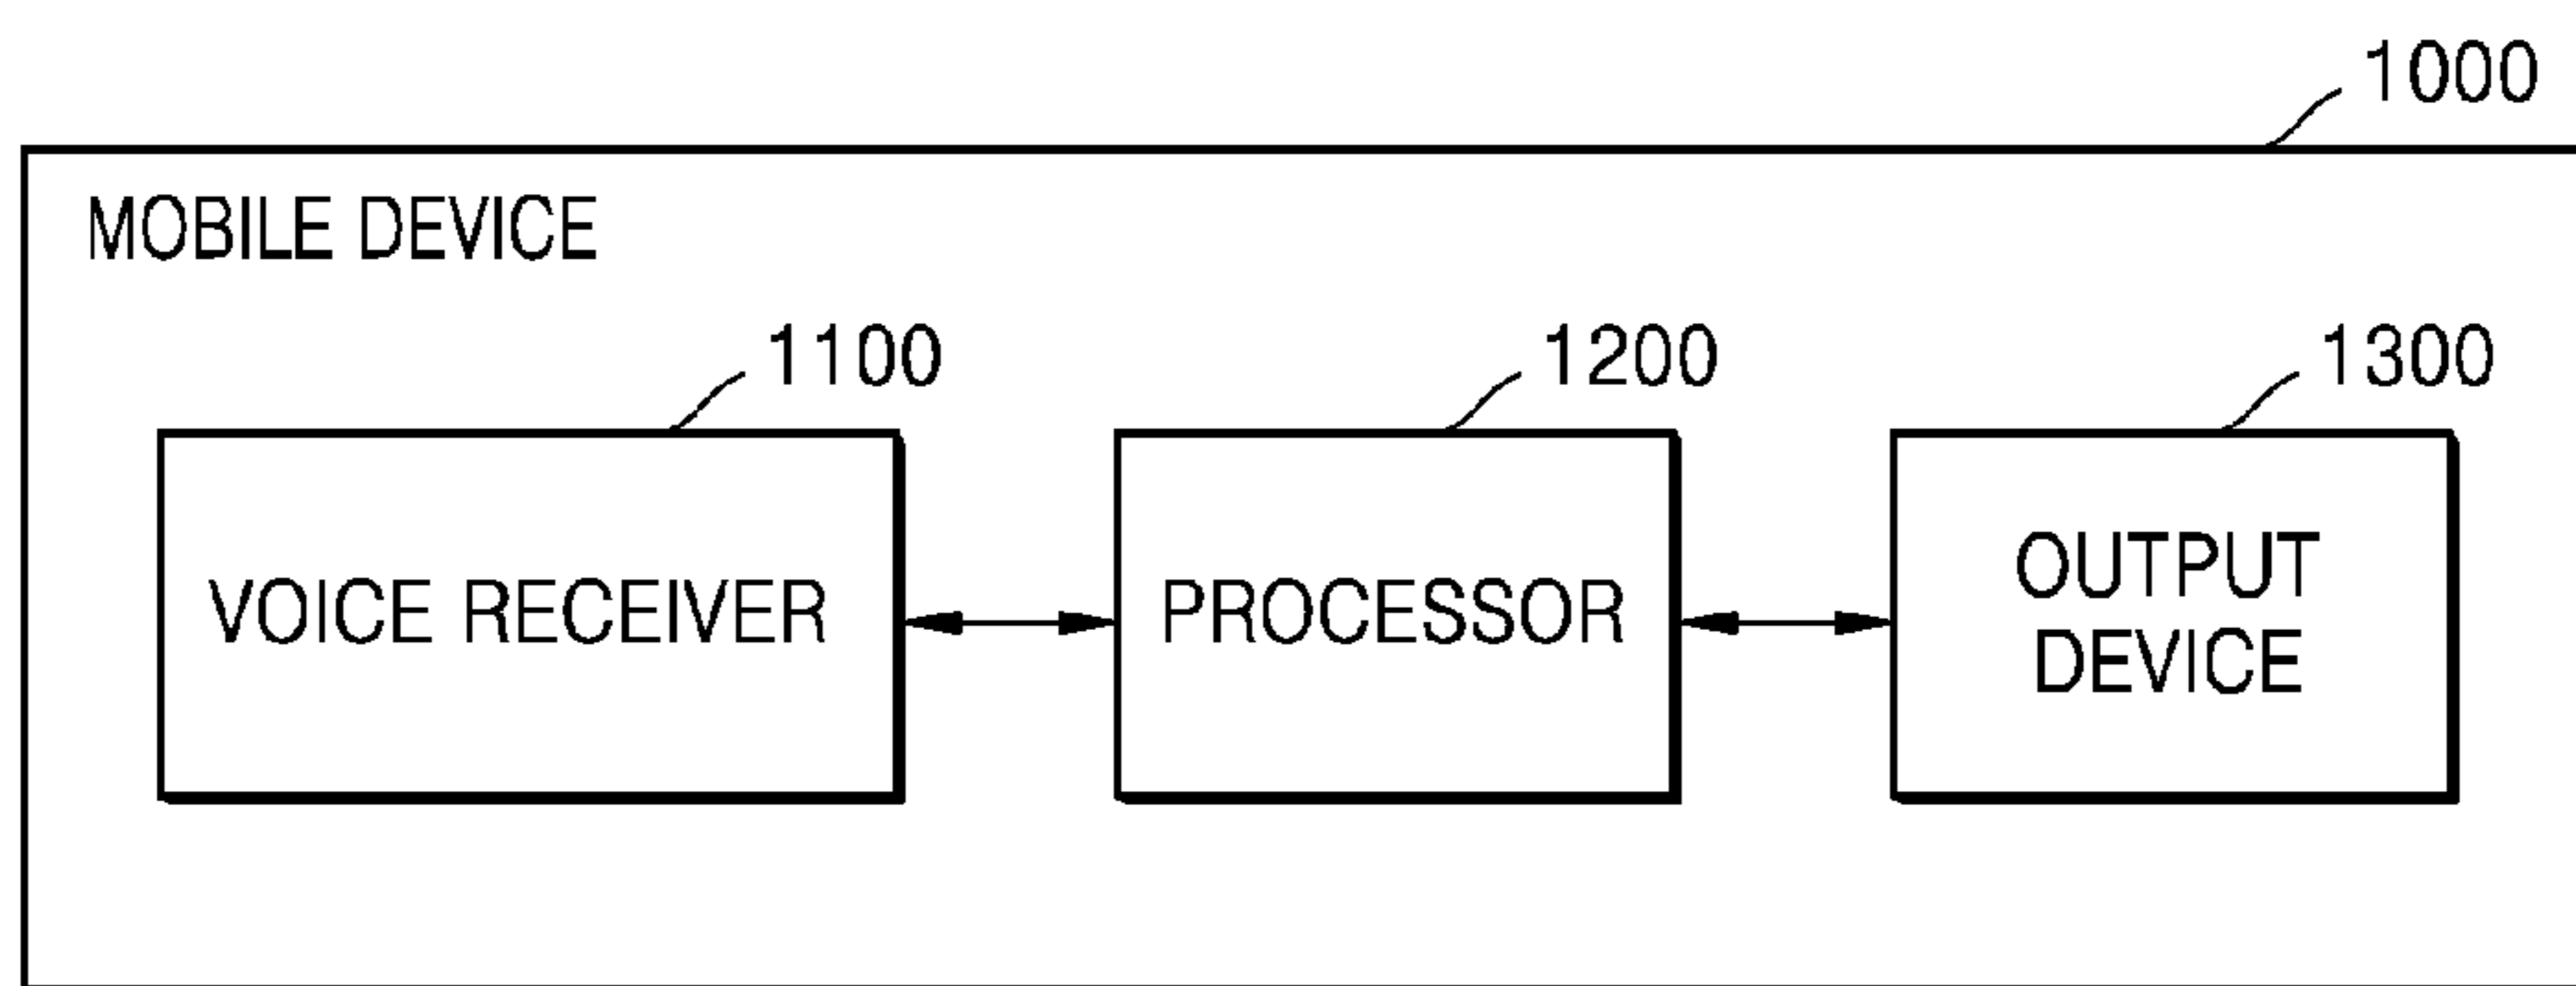 1000
MOBILE DEVICE
1100
1200
1300
VOICE RECEIVER
PROCESSOR
OUTPUT
DEVICE